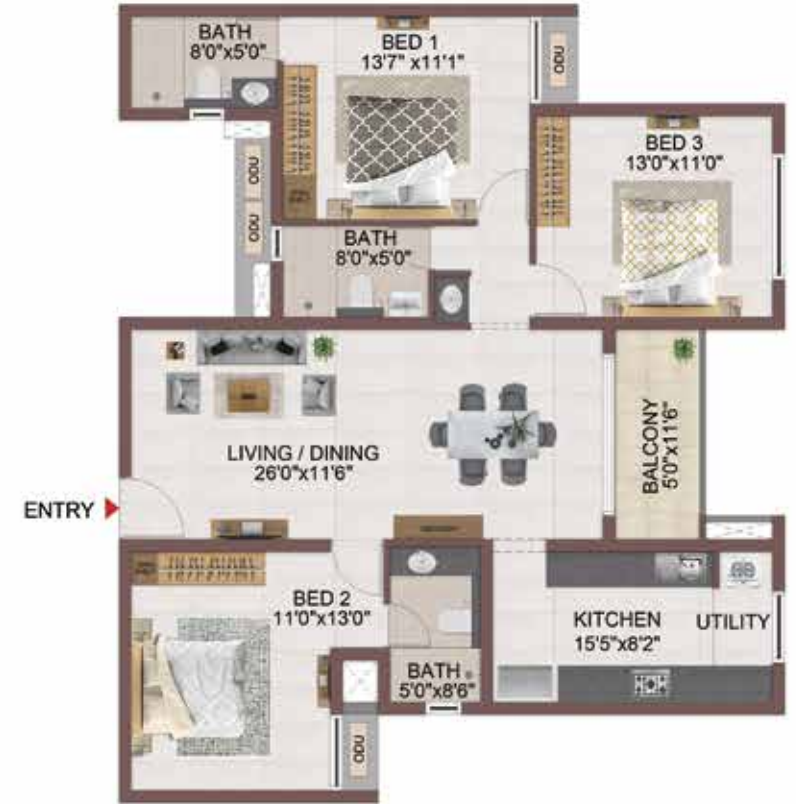 BATH
8'0"x5'0"
BED 1
13'7" x11'1"
ODU
BED 3
13'0"x11'0"
ODU
ODU
BATH
8'0"x5'0"
LIVING / DINING
26'0"x11'6"
BALCONY
5'0"x11'6"
ENTRY
BED 2
11'0"x13'0"
KITCHEN
15'5"x8'2"
UTILITY
BATH
5'0"x8'6"
ODU